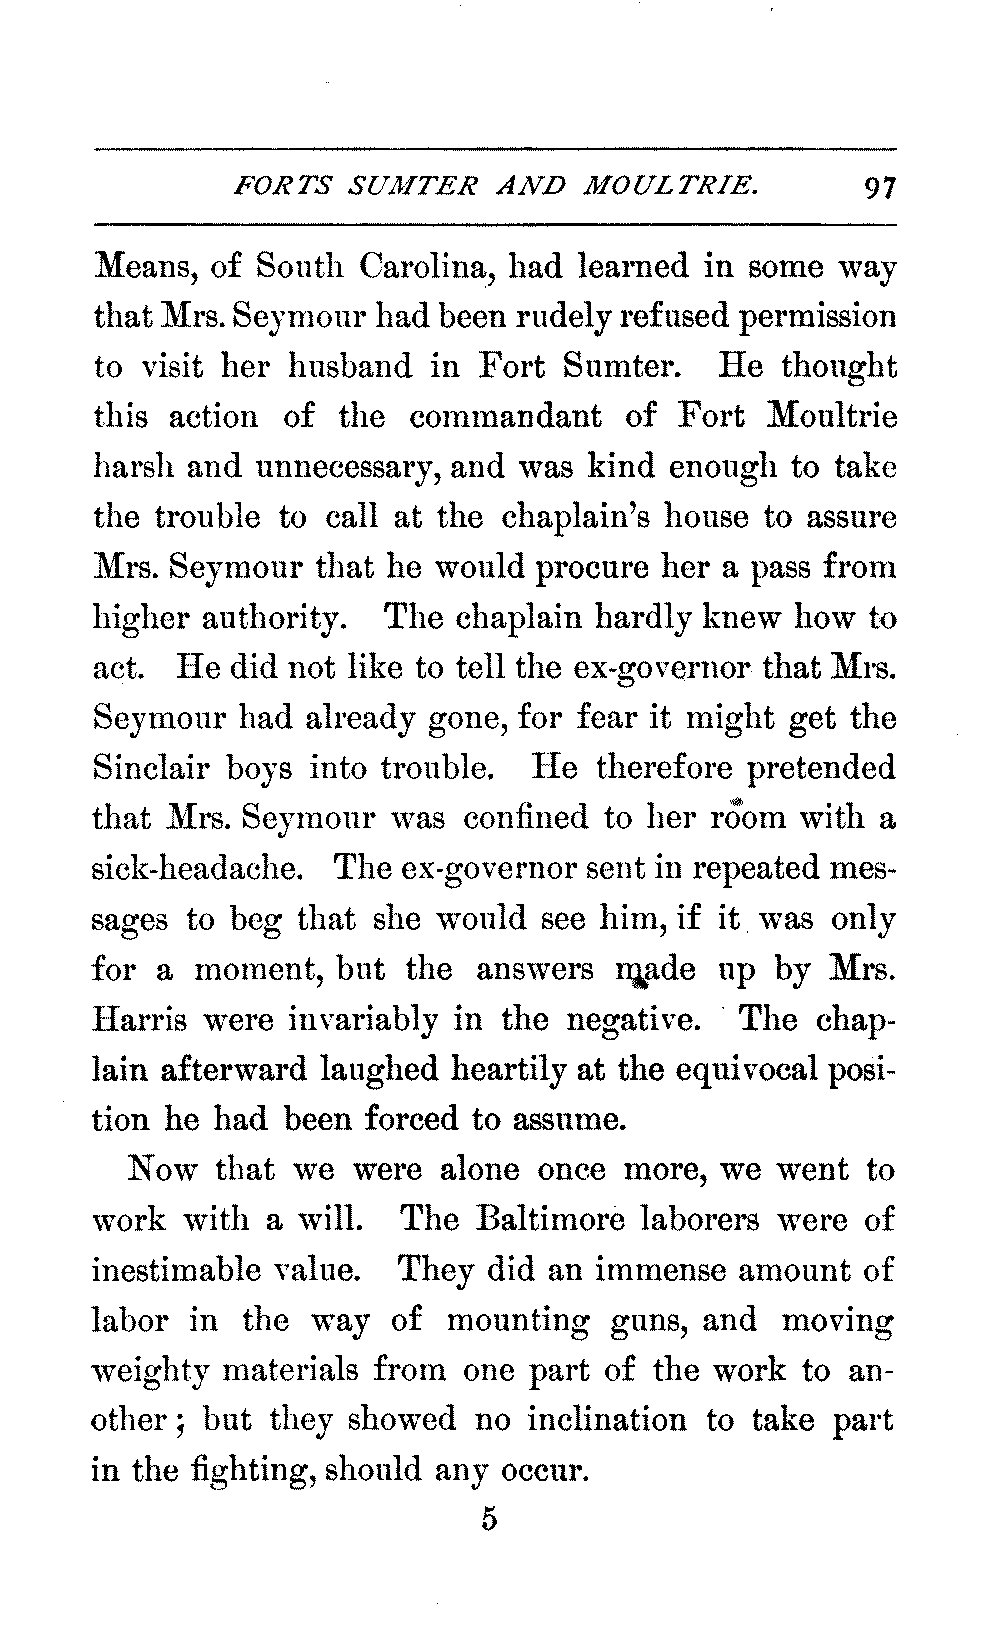 FORTS SUMTER AND MOULTRIE. 97
Means, of South Carolina, had learned in some way
that Mrs. Seymour had been rudely refused permission
to visit her husband in Fort Sumter. He thought
this action of the commandant of Fort Moultrie
harsh and unnecessary, and was kind enough to take
the trouble to call at the chaplain's house to assure
Mrs. Seymour that he would procure her a pass from
higher authority. The chaplain hardly knew how to
act. He did not like to tell the ex-governor that Mrs.
Seymour had already gone, for fear it might get the
Sinclair boys into trouble. He therefore pretended
that Mrs. Seymour was confined to her room with a
sick-headache. The ex-governor sent in repeated mes-
sages to beg that she would see him, if it was only
for a moment, but the answers made up by Mrs.
Harris were invariably in the negative. The chap-
lain afterward laughed heartily at the equivocal posi-
tion he had been forced to assume.
Now that we were alone once more, we went to
work with a will. The Baltimore laborers were of
inestimable value. They did an immense amount of
labor in the way of mounting guns, and moving
weighty materials from one part of the work to an-
other; but they showed no inclination to take part
in the fighting, should any occur.
5